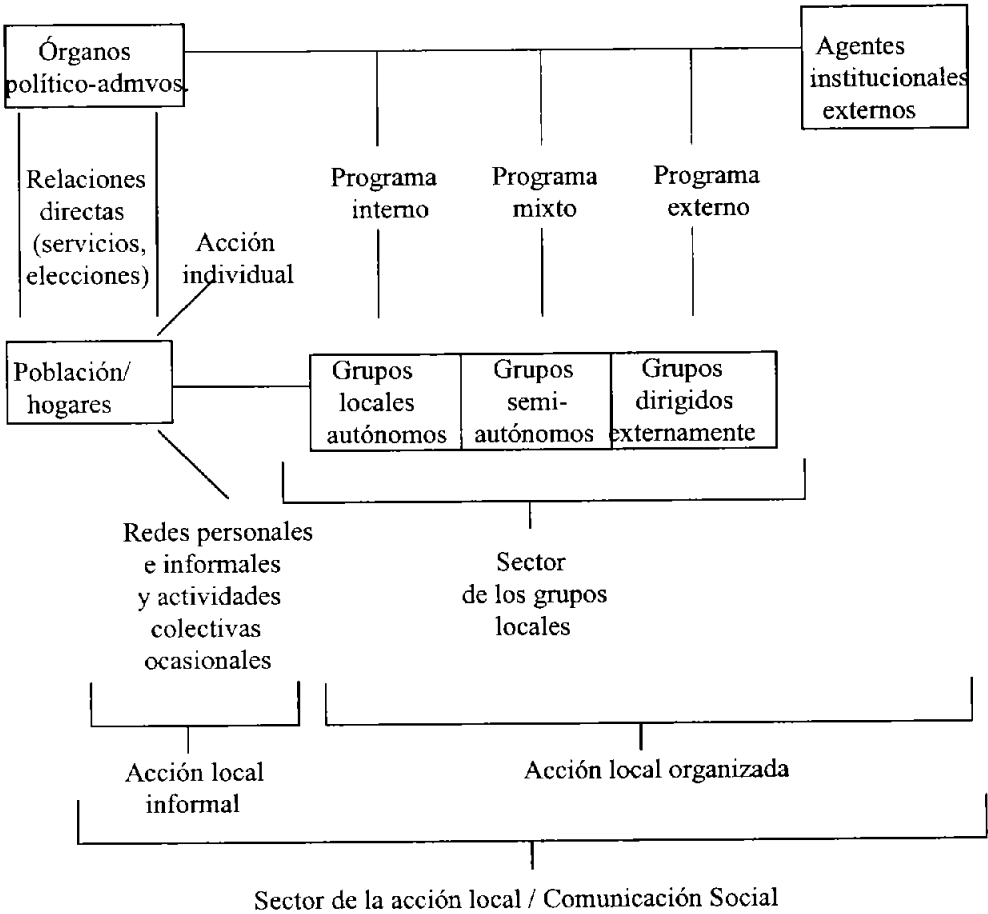 Órganos
político-admvos.
Agentes
institucionales
externos
Relaciones
directas
(servicios,
elecciones)
Acción
individual
Programa
interno
Programa
mixto
Programa
externo
Población/
hogares
Grupos
locales
autónomos
Grupos
semi-
autónomos
Grupos
dirigidos
externamente
Redes personales
e informales
y actividades
colectivas
ocasionales
Sector
de los grupos
locales
Acción local
informal
Acción local organizada
Sector de la acción local / Comunicación Social